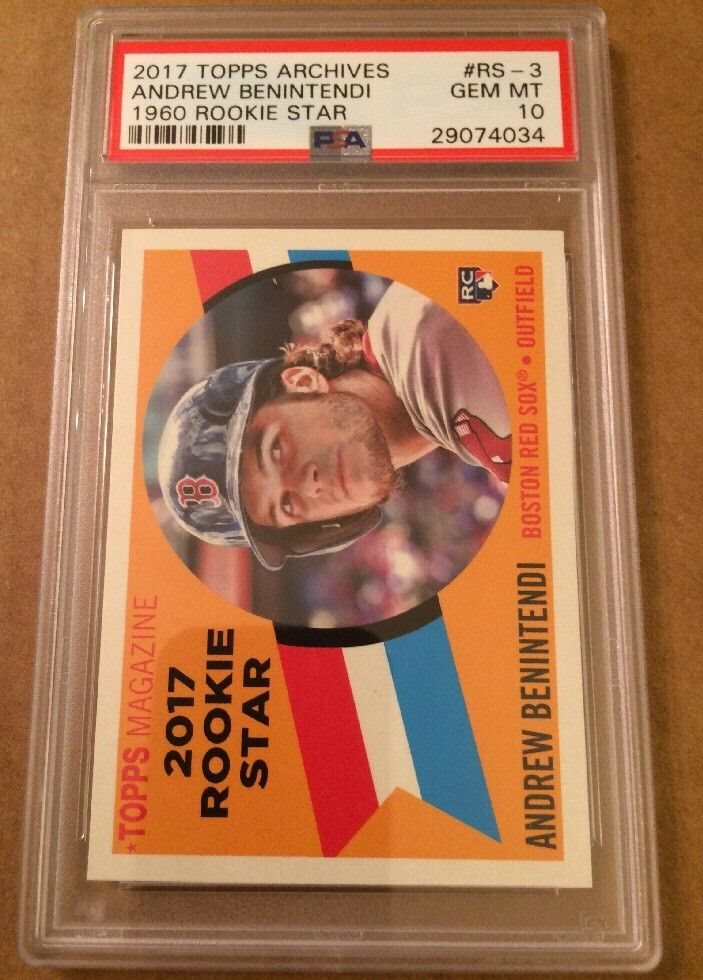 2017 TOPPS ARCHIVES #RS-3
ANDREW BENINTENDI GEM MT
1960 ROOKIE STAR 10
PSA 29074034
★TOPPS MAGAZINE
2017
ROOKIE
STAR
B
RC
ANDREW BENINTENDI BOSTON RED SOX® • OUTFIELD